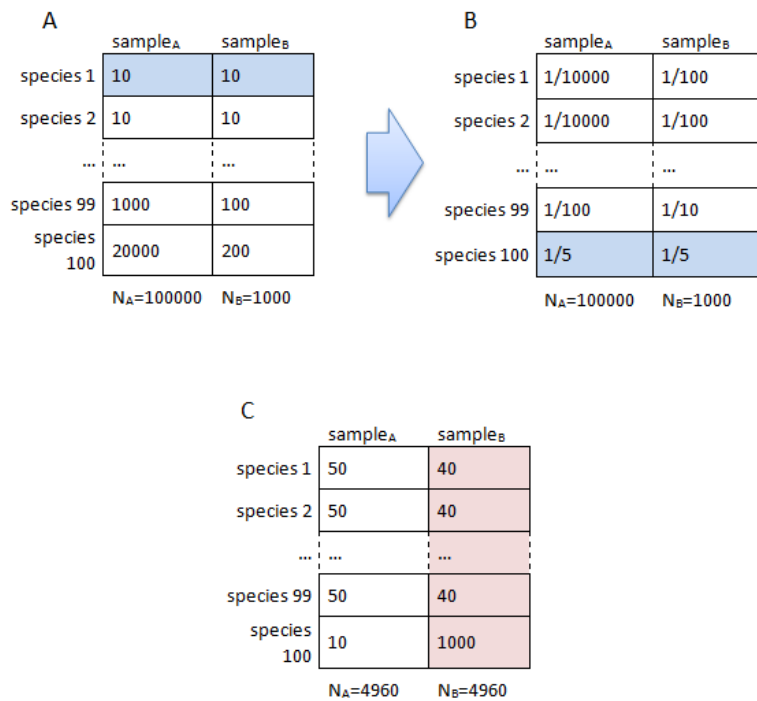 A
sampleA sampleB
species 1 10 10
species 2 10 10
... ... ...
species 99 1000 100
species
100 20000 200
NA=100000 NB=1000
B
sampleA sampleB
species 1 1/10000 1/100
species 2 1/10000 1/100
... ... ...
species 99 1/100 1/10
species 100 1/5 1/5
NA=100000 NB=1000
C
sampleA sampleB
species 1 50 40
species 2 50 40
... ... ...
species 99 50 40
species
100 10 1000
NA=4960 NB=4960